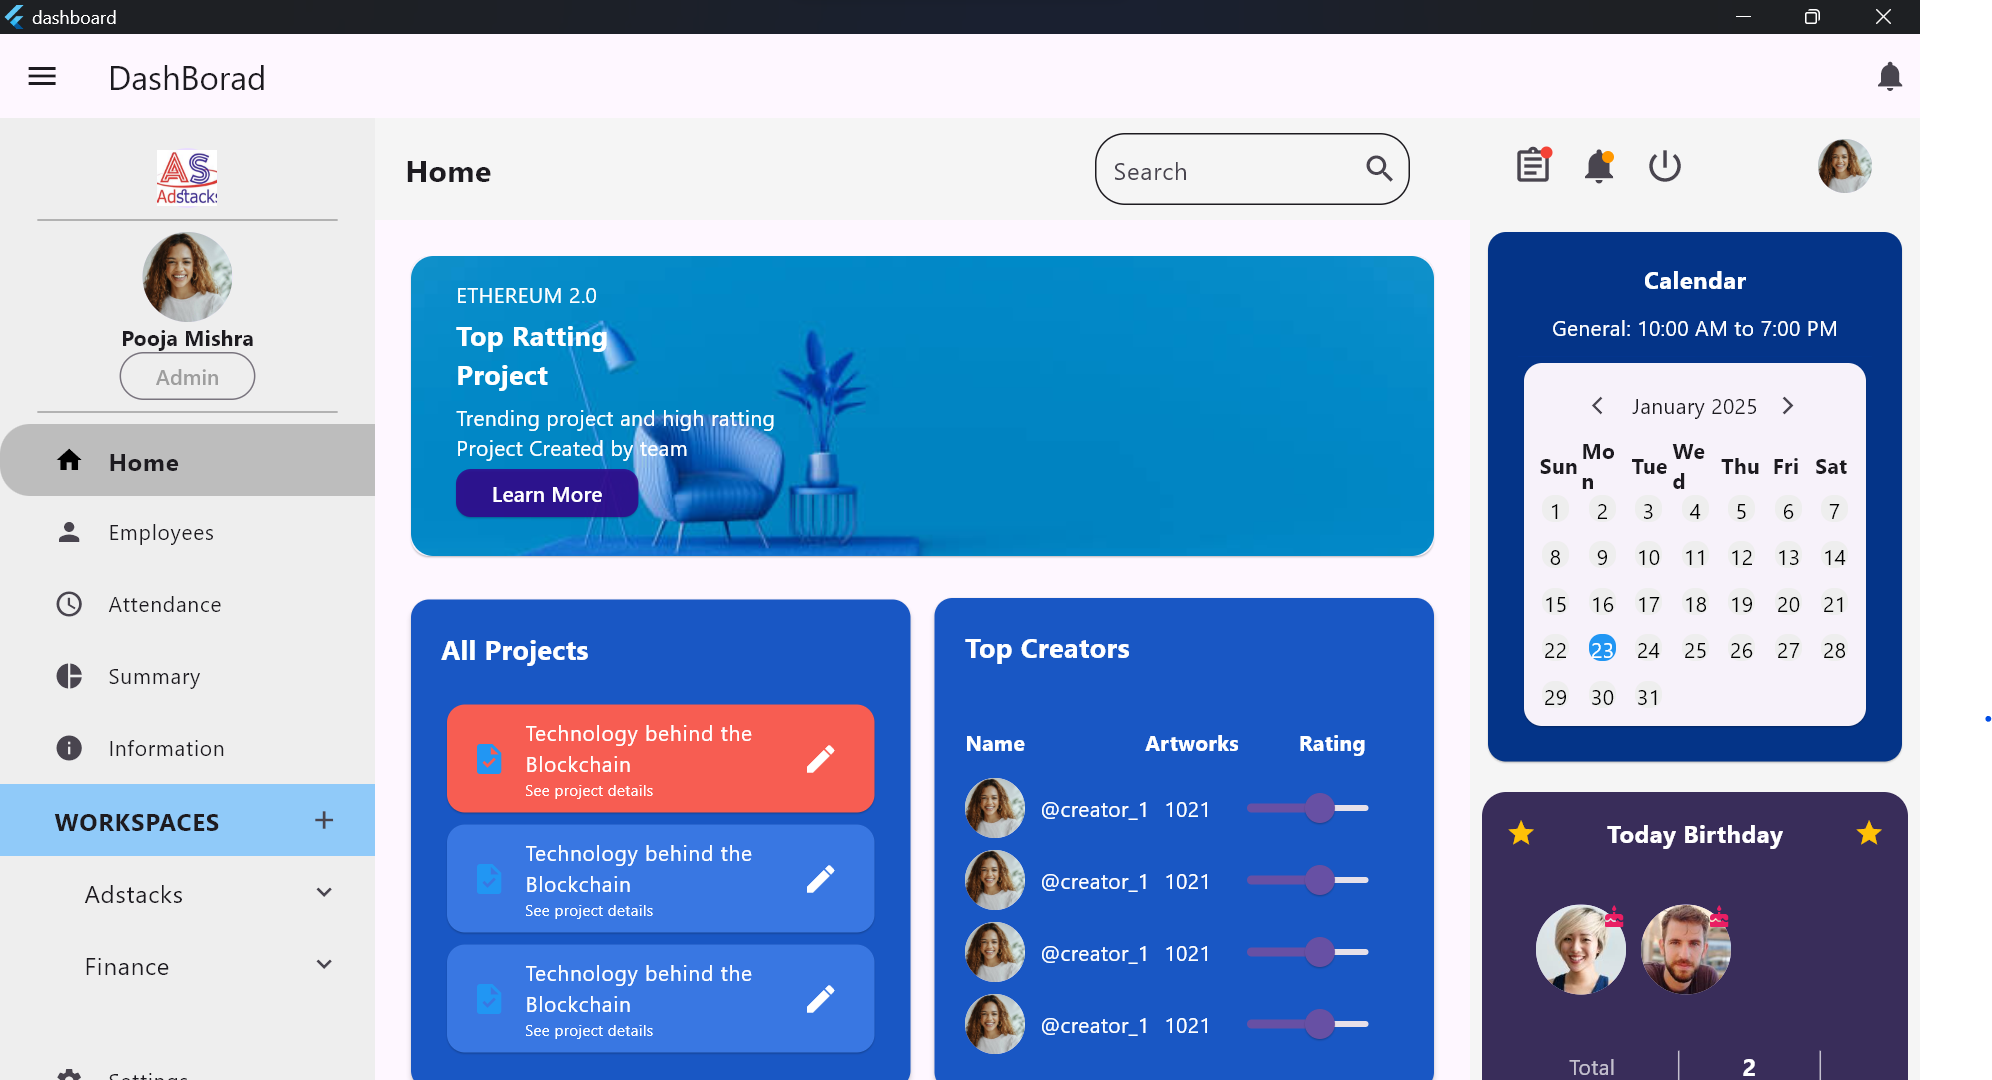 dashboard
DashBorad
AS
Adstacks
Pooja Mishra
Admin
Home
Employees
Attendance
Summary
Information
WORKSPACES
Adstacks
Finance
Settings
Home
Search
ETHEREUM 2.0
Top Ratting
Project
Trending project and high ratting
Project Created by team
Learn More
All Projects
Technology behind the
Blockchain
See project details
Technology behind the
Blockchain
See project details
Technology behind the
Blockchain
See project details
Top Creators
Name Artworks Rating
@creator_1 1021
@creator_1 1021
@creator_1 1021
@creator_1 1021
Calendar
General: 10:00 AM to 7:00 PM
January 2025
Sun Mon Tue Wed Thu Fri Sat
1 2 3 4 5 6 7
8 9 10 11 12 13 14
15 16 17 18 19 20 21
22 23 24 25 26 27 28
29 30 31
Today Birthday
Total 2